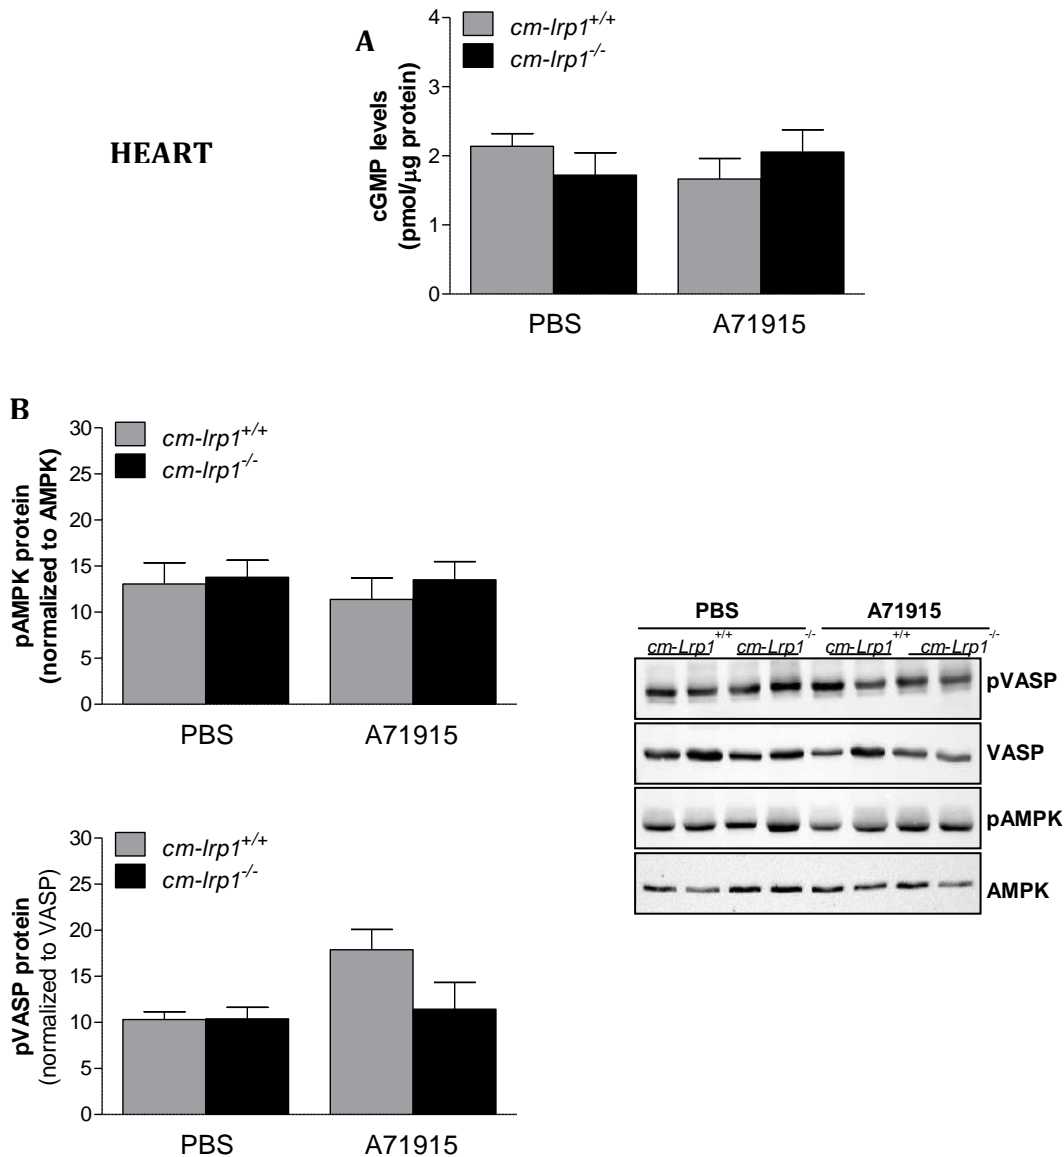 A
HEART
cm-lrp1+/+
cm-lrp1-/-
cGMP levels
(pmol/µg protein)
4
3
2
1
0
PBS
A71915
B
cm-lrp1+/+
cm-lrp1-/-
pAMPK protein
(normalized to AMPK)
30
25
20
15
10
5
0
PBS
A71915
PBS
A71915
cm-Lrp1+/+ cm-Lrp1-/- cm-Lrp1+/+ cm-Lrp1-/-
pVASP
VASP
pAMPK
AMPK
cm-lrp1+/+
cm-lrp1-/-
pVASP protein
(normalized to VASP)
30
25
20
15
10
5
0
PBS
A71915